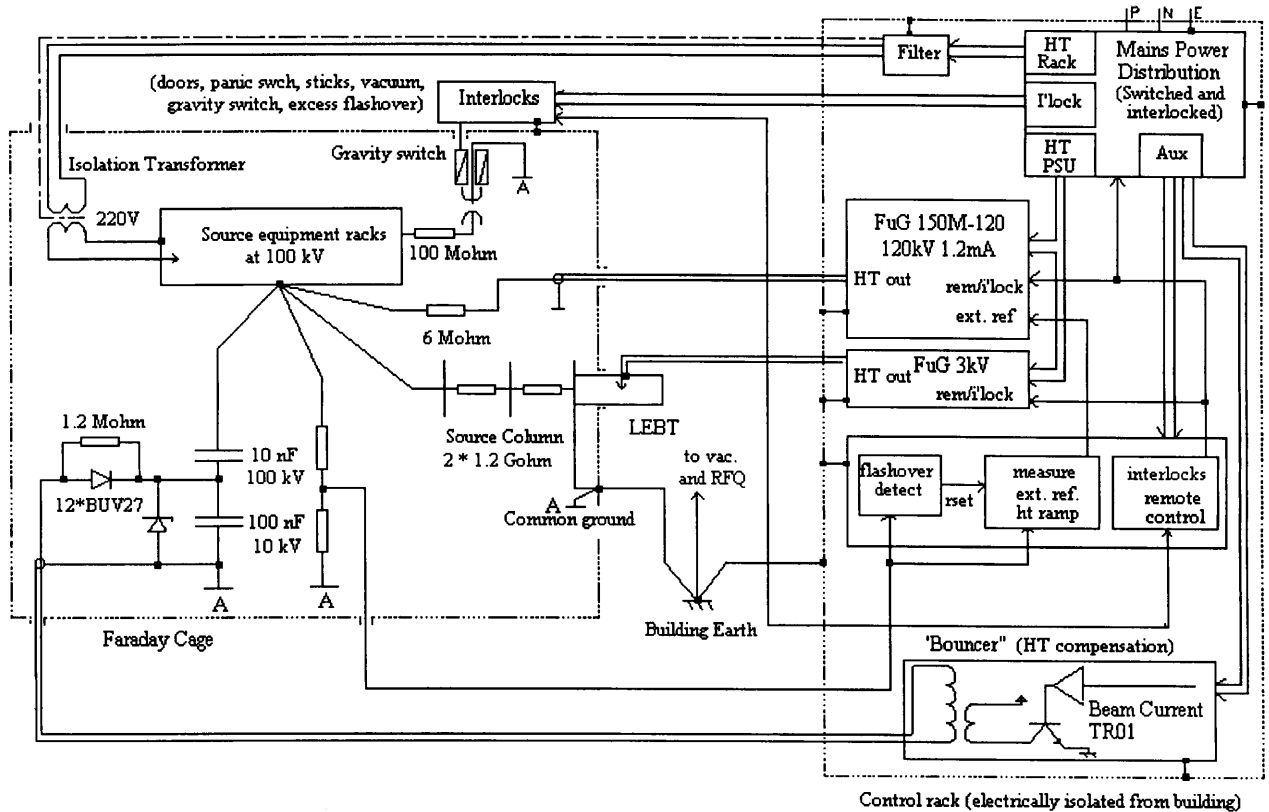 P N E
HT
Rack
Mains Power
Distribution
(Switched and
interlocked)
Filter
I'lock
HT
PSU
Aux
(doors, panic swch, sticks, vacuum,
gravity switch, excess flashover)
Interlocks
Gravity switch
A
Isolation Transformer
220V
Source equipment racks
at 100 kV
100 Mohm
6 Mohm
FuG 150M-120
120kV 1.2mA
HT out
rem/i'lock
ext. ref
FuG 3kV
HT out
rem/i'lock
LEBT
Source Column
2 * 1.2 Gohm
1.2 Mohm
12*BUV27
10 nF
100 kV
100 nF
10 kV
A
A
A
Common ground
to vac.
and RFQ
Building Earth
flashover
detect
rset
measure
ext. ref.
ht ramp
interlocks
remote
control
Faraday Cage
'Bouncer" (HT compensation)
Beam Current
TR01
Control rack (electrically isolated from building)